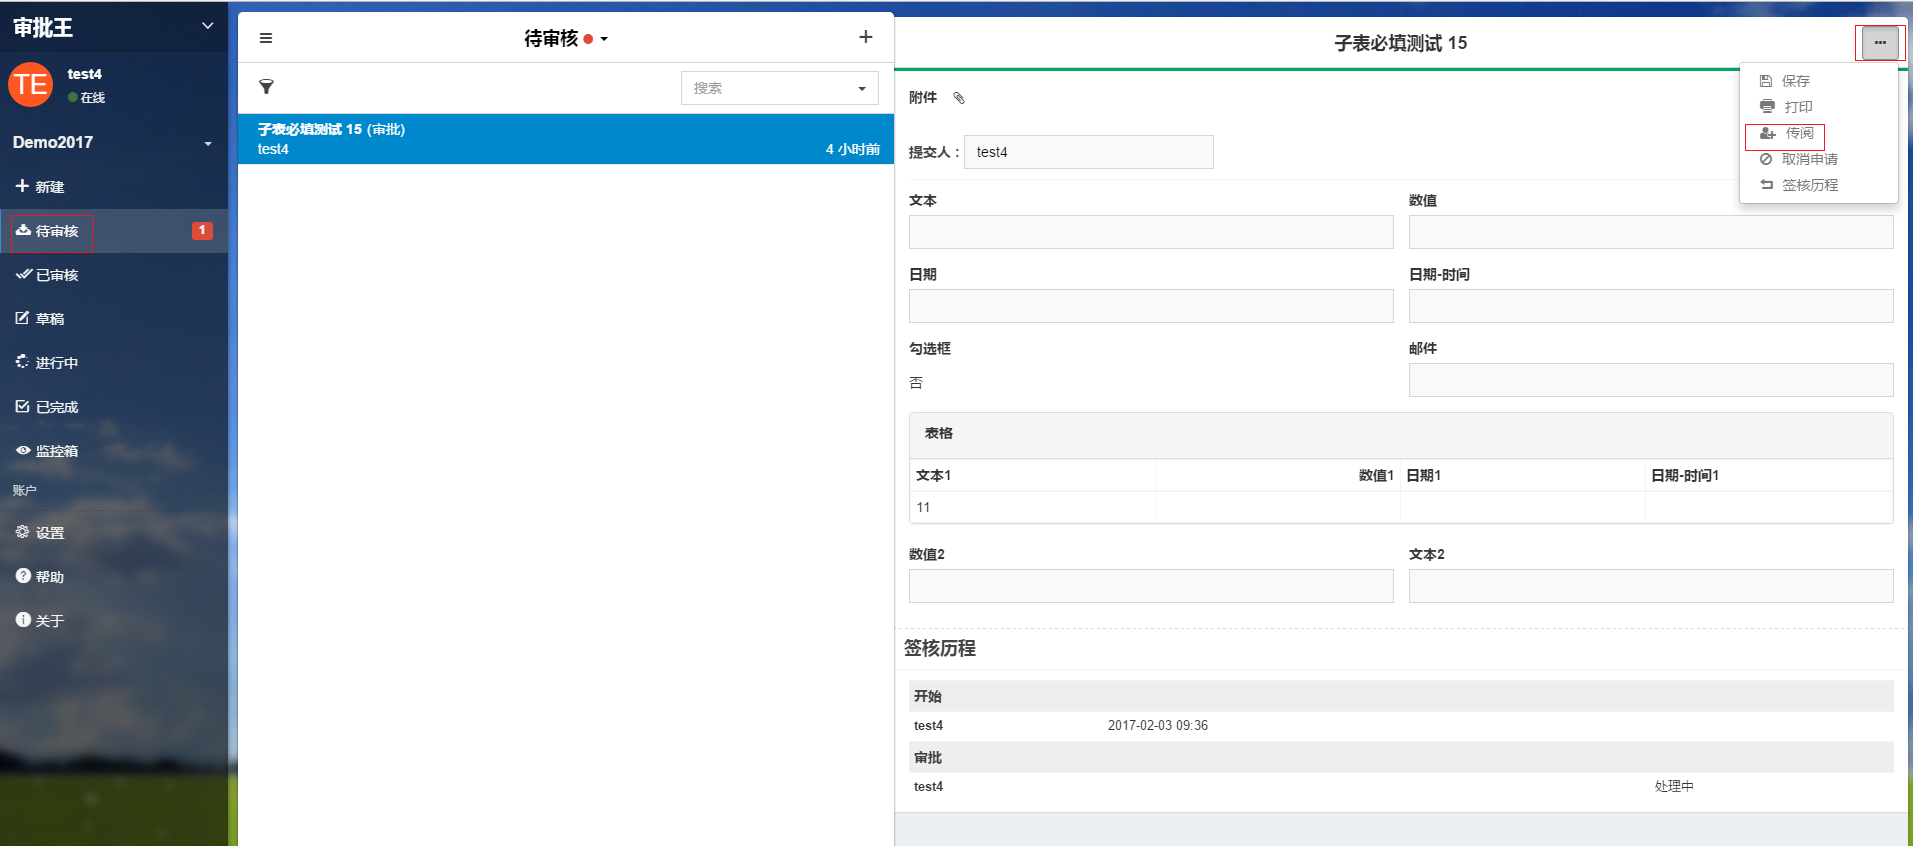 审批王
TE
test4
在线
Demo2017
新建
待审核
1
已审核
草稿
进行中
已完成
监控箱
账户
设置
帮助
关于
待审核
搜索
子表必填测试 15 (审批)
test4
4 小时前
子表必填测试 15
保存
打印
传阅
取消申请
签核历程
附件
提交人：
test4
文本
数值
日期
日期-时间
勾选框
邮件
否
表格
文本1 数值1 日期1 日期-时间1
11
数值2
文本2
签核历程
开始
test4 2017-02-03 09:36
审批
test4 处理中